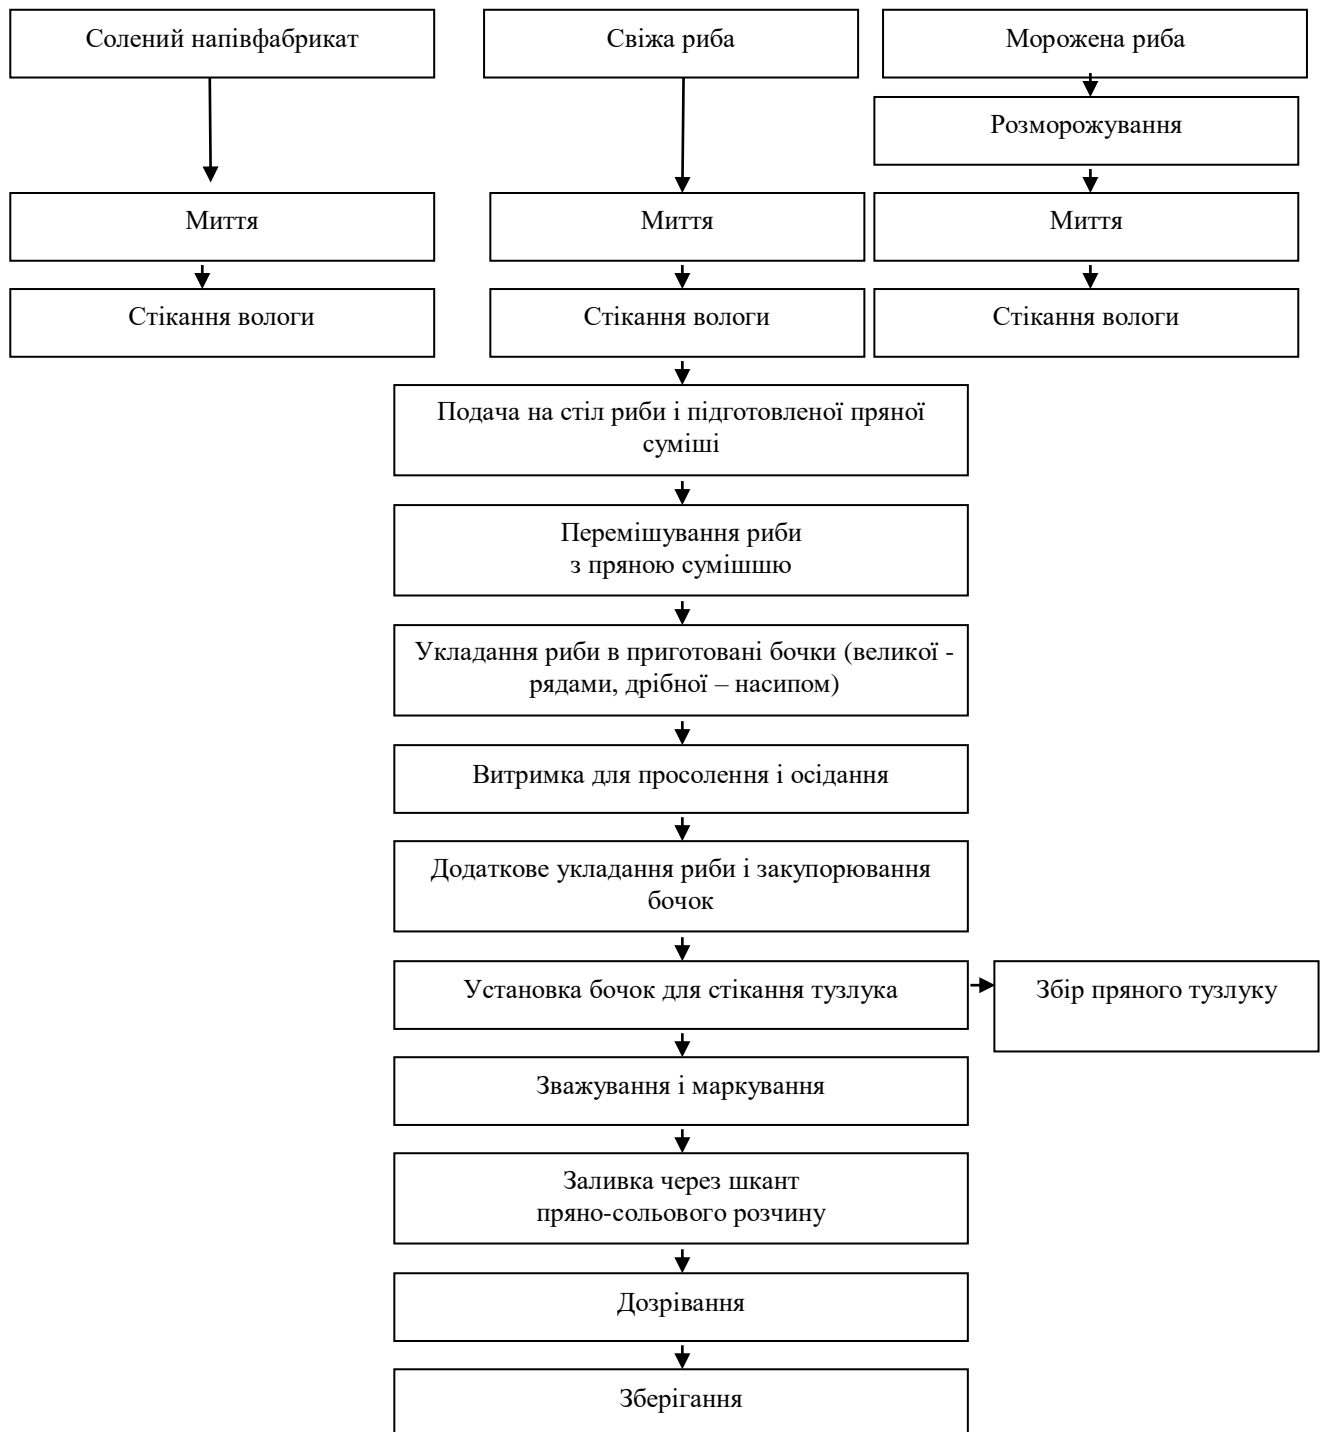 Солений напівфабрикат
Свіжа риба
Морожена риба
Розморожування
Миття
Миття
Миття
Стікання вологи
Стікання вологи
Стікання вологи
Подача на стіл риби і підготовленої пряної
суміші
Перемішування риби
з пряною сумішшю
Укладання риби в приготовані бочки (великої -
рядами, дрібної – насипом)
Витримка для просолення і осідання
Додаткове укладання риби і закупорювання
бочок
Установка бочок для стікання тузлука
Збір пряного тузлуку
Зважування і маркування
Заливка через шкант
пряно-сольового розчину
Дозрівання
Зберігання